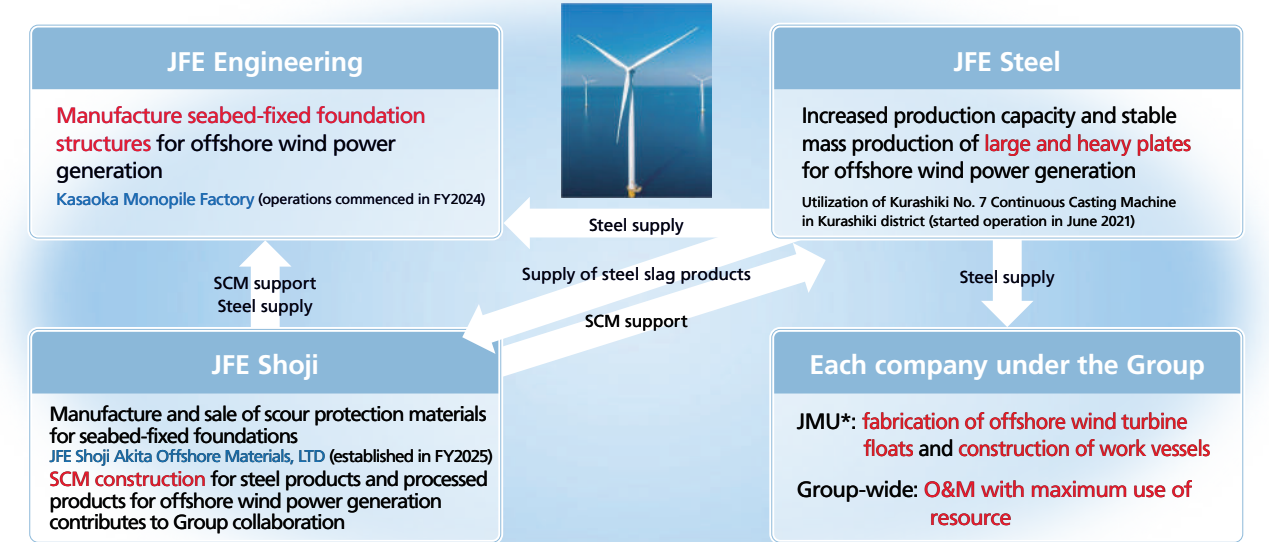 JFE Engineering
Manufacture seabed-fixed foundation
structures for offshore wind power
generation
Kasaoka Monopile Factory (operations commenced in FY2024)
JFE Steel
Increased production capacity and stable
mass production of large and heavy plates
for offshore wind power generation
Utilization of Kurashiki No. 7 Continuous Casting Machine
in Kurashiki district (started operation in June 2021)
Steel supply
Supply of steel slag products
SCM support
SCM support
Steel supply
Steel supply
JFE Shoji
Manufacture and sale of scour protection materials
for seabed-fixed foundations
JFE Shoji Akita Offshore Materials, LTD (established in FY2025)
SCM construction for steel products and processed
products for offshore wind power generation
contributes to Group collaboration
Each company under the Group
JMU*: fabrication of offshore wind turbine
floats and construction of work vessels
Group-wide: O&M with maximum use of
resource